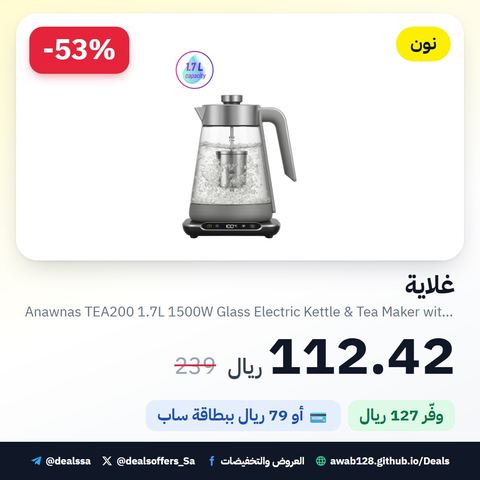 -53%
نون
1.7 L
capacity
100°c
غلاية
Anawnas TEA200 1.7L 1500W Glass Electric Kettle & Tea Maker wit...
112.42 ريال 239
وفّر 127 ريال
💳 أو 79 ريال ببطاقة ساب
@dealssa @dealsoffers_Sa العروض والتخفيضات awab128.github.io/Deals